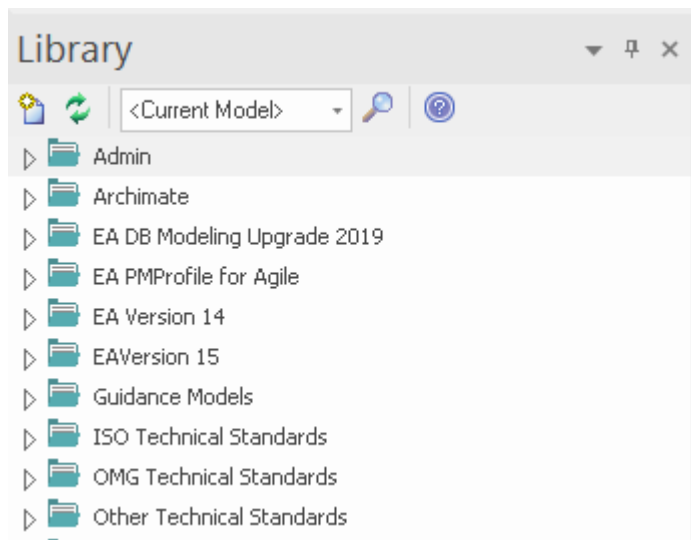 Library
<Current Model>
Admin
Archimate
EA DB Modeling Upgrade 2019
EA PMProfile for Agile
EA Version 14
EAVersion 15
Guidance Models
ISO Technical Standards
OMG Technical Standards
Other Technical Standards